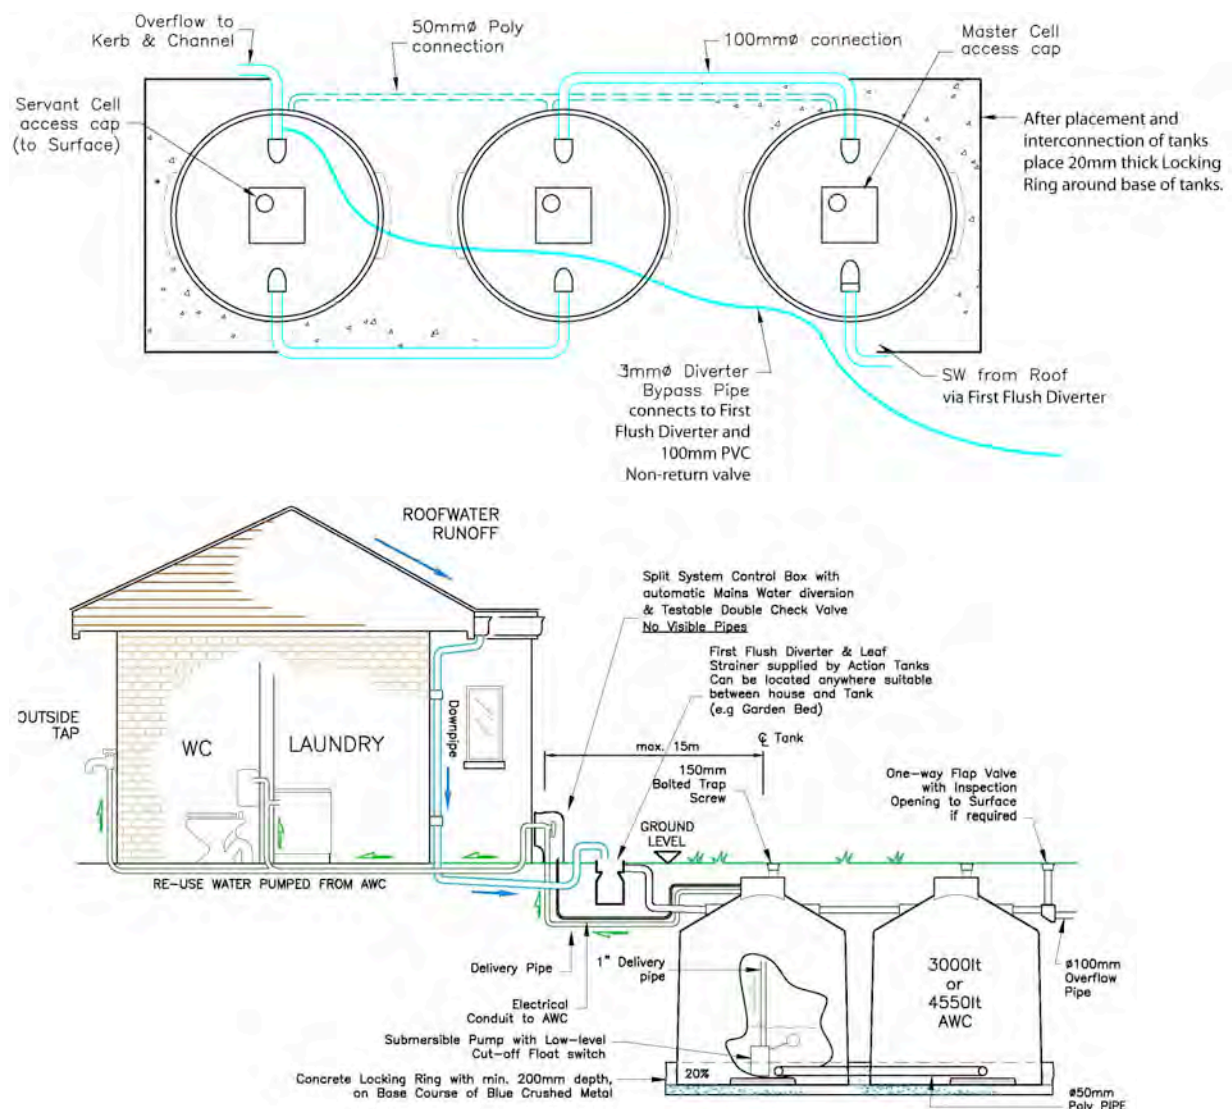 Overflow to
Kerb & Channel
50mmø Poly
connection
100mmø connection
Master Cell
access cap
Servant Cell
access cap
(to Surface)
After placement and
interconnection of tanks
place 20mm thick Locking
Ring around base of tanks.
3mmø Diverter
Bypass Pipe
connects to First
Flush Diverter and
100mm PVC
Non-return valve
SW from Roof
via First Flush Diverter
ROOFWATER
RUNOFF
Split System Control Box with
automatic Mains Water diversion
& Testable Double Check Valve
No Visible Pipes
First Flush Diverter & Leaf
Strainer supplied by Action Tanks
Can be located anywhere suitable
between house and Tank
(e.g Garden Bed)
OUTSIDE
TAP
WC
LAUNDRY
Downpipe
max. 15m
℄ Tank
150mm
Bolted Trap
Screw
One-way Flap Valve
with Inspection
Opening to Surface
if required
GROUND
LEVEL
RE-USE WATER PUMPED FROM AWC
Delivery Pipe
1" Delivery
pipe
3000lt
or
4550lt
AWC
ø100mm
Overflow
Pipe
Electrical
Conduit to AWC
Submersible Pump with Low-level
Cut-off Float switch
20%
Concrete Locking Ring with min. 200mm depth,
on Base Course of Blue Crushed Metal
ø50mm
Poly PIPE